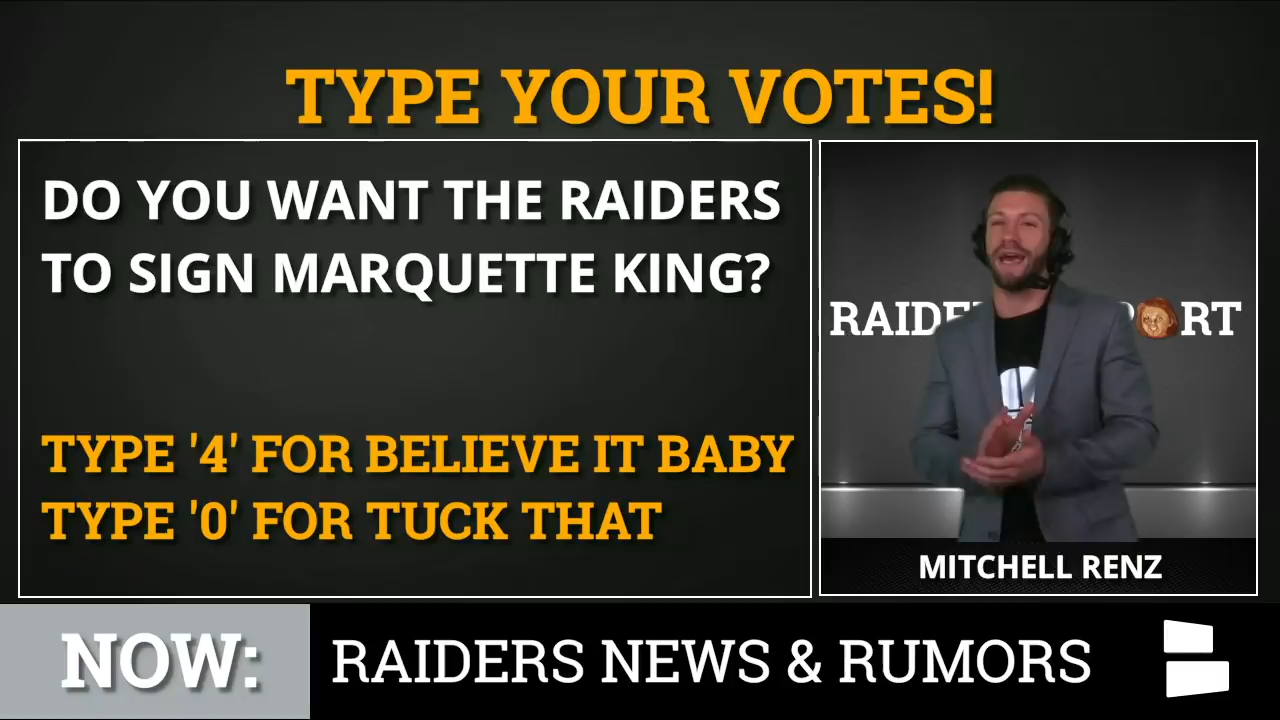 TYPE YOUR VOTES!
DO YOU WANT THE RAIDERS
TO SIGN MARQUETTE KING?
TYPE '4' FOR BELIEVE IT BABY
TYPE '0' FOR TUCK THAT
RT
MITCHELL RENZ
NOW:
RAIDERS NEWS & RUMORS